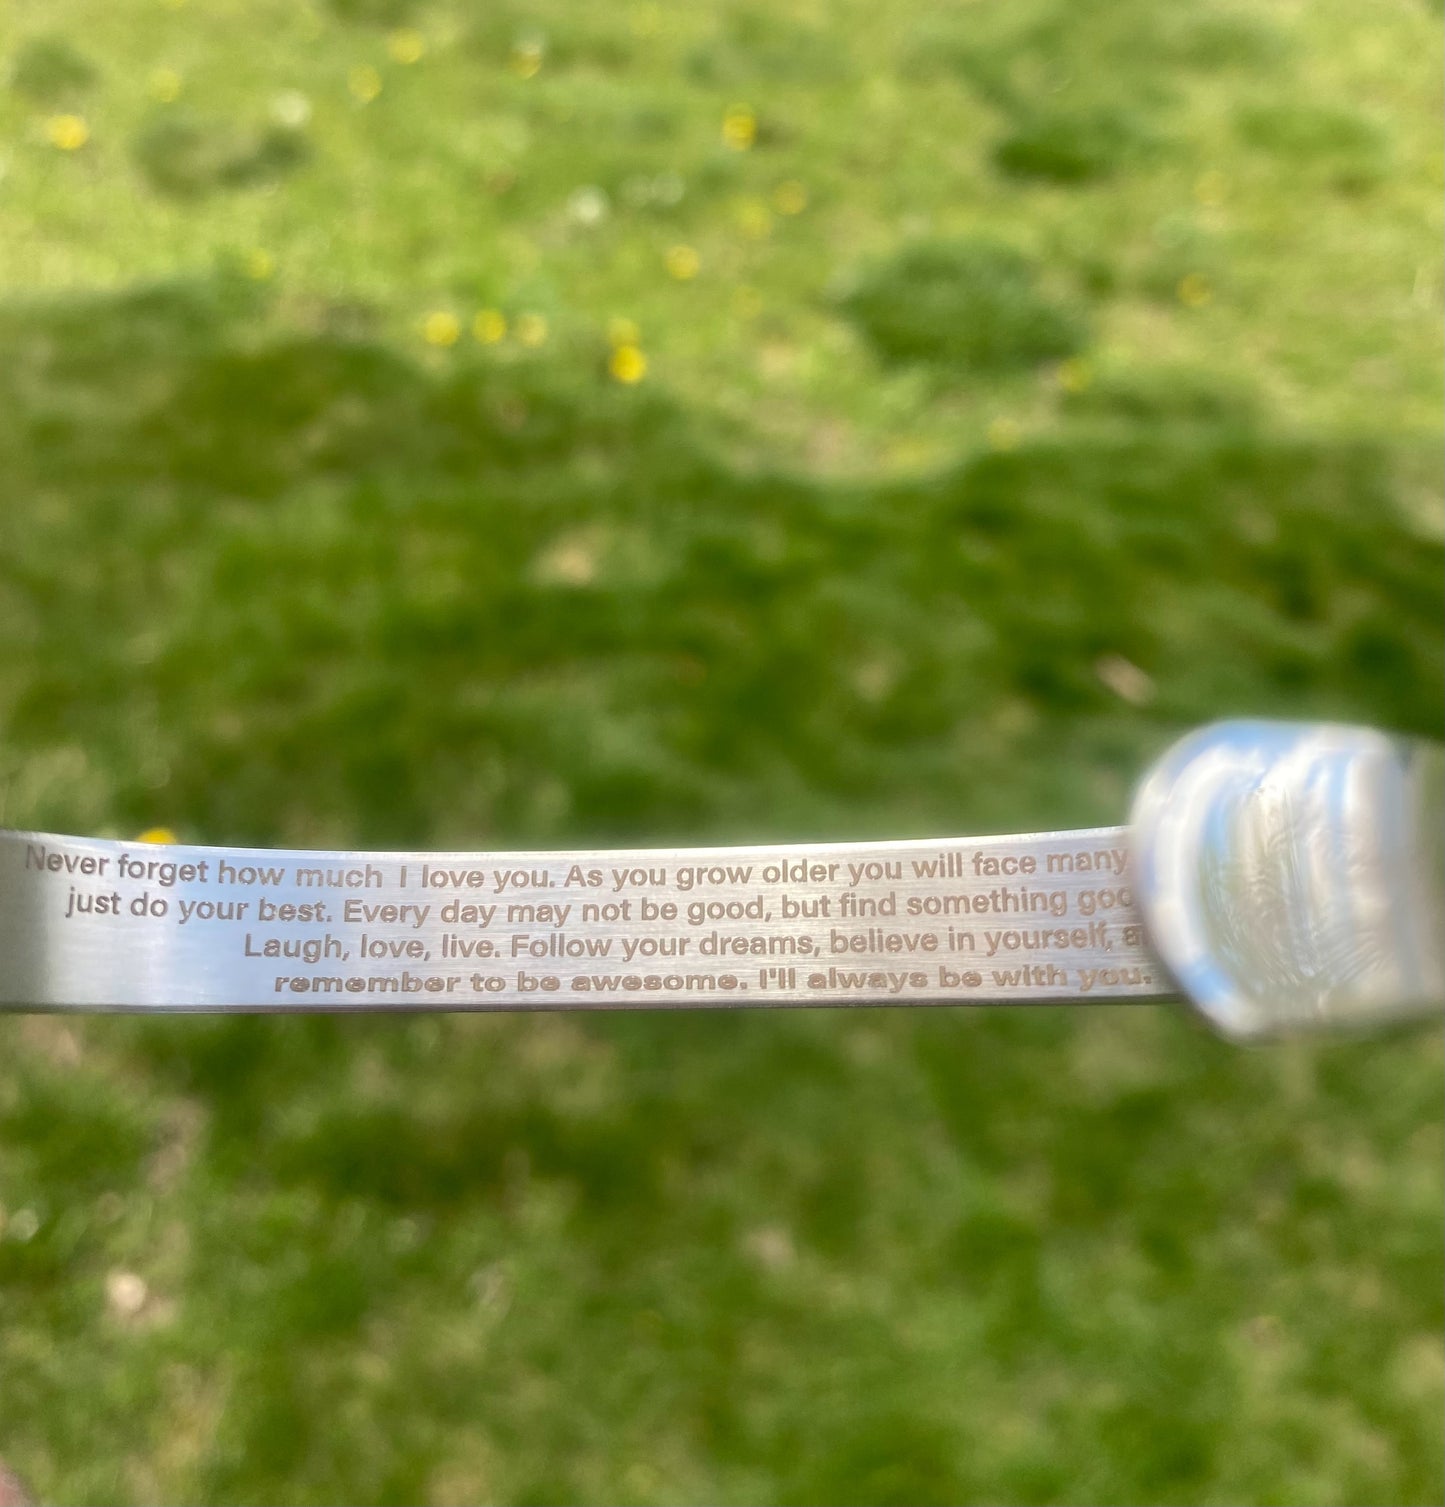 Never forget how much I love you. As you grow older you will face many
just do your best. Every day may not be good, but find something
Laugh, love, live. Follow your dreams, believe in yourself,
remember to be awesome. I'll always be with you.